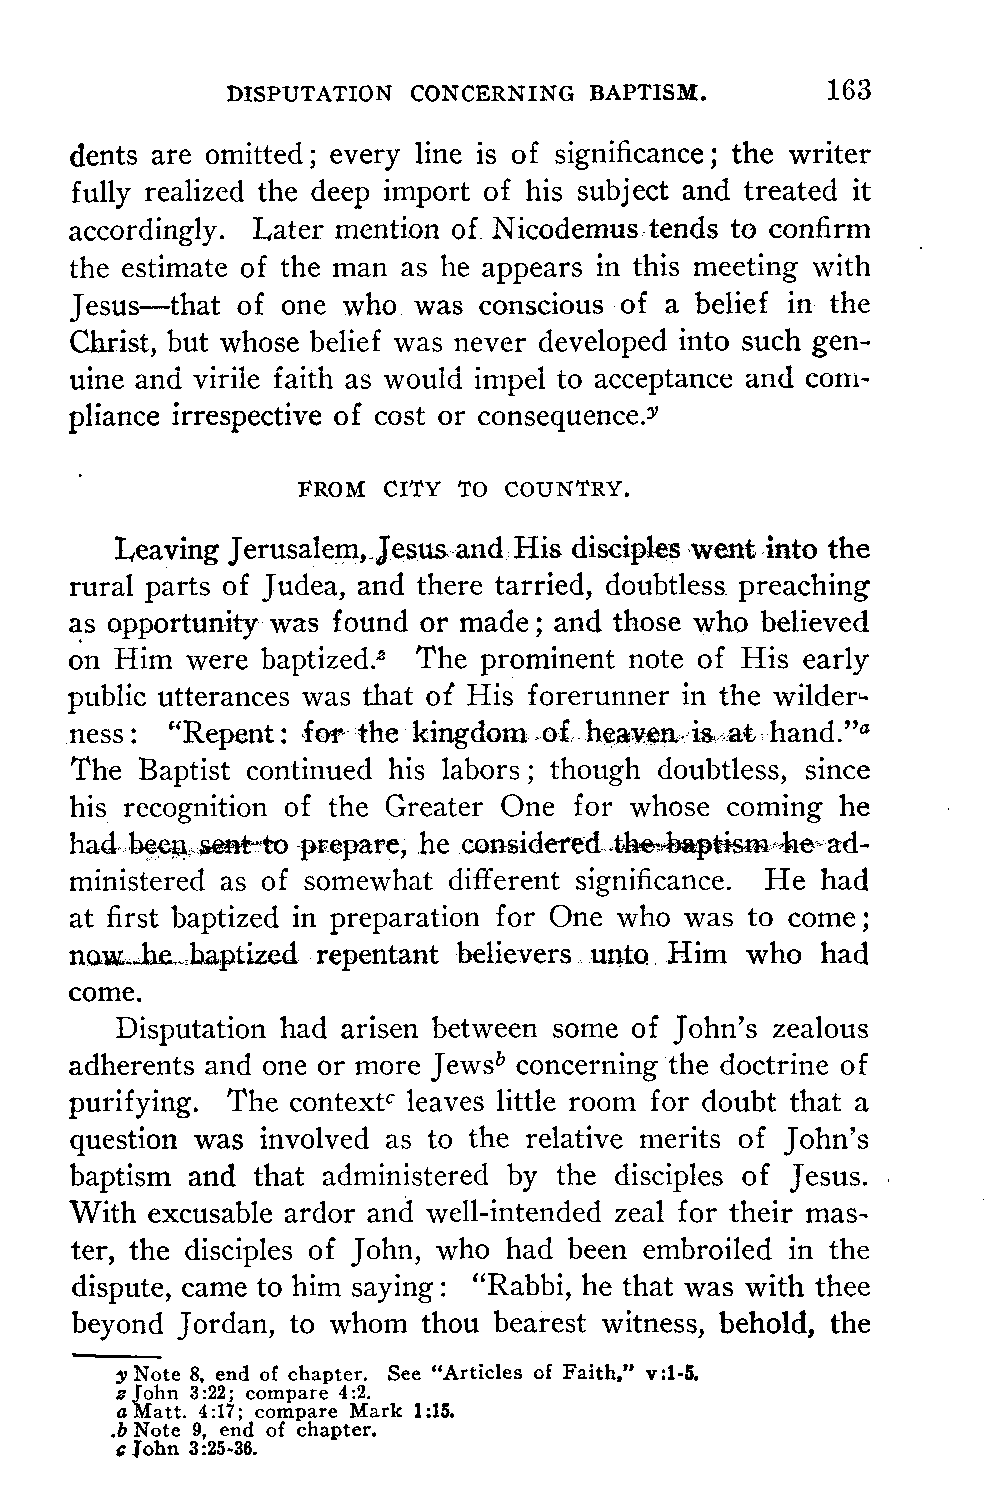 DISPUTATION CONCERNING BAPTISM. 163
dents are omitted; every line is of significance; the writer
fully realized the deep import of his subject and treated it
accordingly. Later mention of Nicodemus tends to confirm
the estimate of the man as he appears in this meeting with
Jesus—that of one who was conscious of a belief in the
Christ, but whose belief was never developed into such gen-
uine and virile faith as would impel to acceptance and com-
pliance irrespective of cost or consequence.y
FROM CITY TO COUNTRY.
Leaving Jerusalem, Jesus and His disciples went into the
rural parts of Judea, and there tarried, doubtless preaching
as opportunity was found or made; and those who believed
on Him were baptized.z The prominent note of His early
public utterances was that of His forerunner in the wilder-
ness: "Repent: for the kingdom of heaven is at hand."a
The Baptist continued his labors; though doubtless, since
his recognition of the Greater One for whose coming he
had been sent to prepare, he considered the baptism he ad-
ministered as of somewhat different significance. He had
at first baptized in preparation for One who was to come;
now he baptized repentant believers unto Him who had
come.
Disputation had arisen between some of John's zealous
adherents and one or more Jewsb concerning the doctrine of
purifying. The contextc leaves little room for doubt that a
question was involved as to the relative merits of John's
baptism and that administered by the disciples of Jesus.
With excusable ardor and well-intended zeal for their mas-
ter, the disciples of John, who had been embroiled in the
dispute, came to him saying: "Rabbi, he that was with thee
beyond Jordan, to whom thou bearest witness, behold, the
y Note 8, end of chapter. See "Articles of Faith," v:1-5.
z John 3:22; compare 4:2.
a Matt. 4:17; compare Mark 1:15.
b Note 9, end of chapter.
c John 3:25-36.